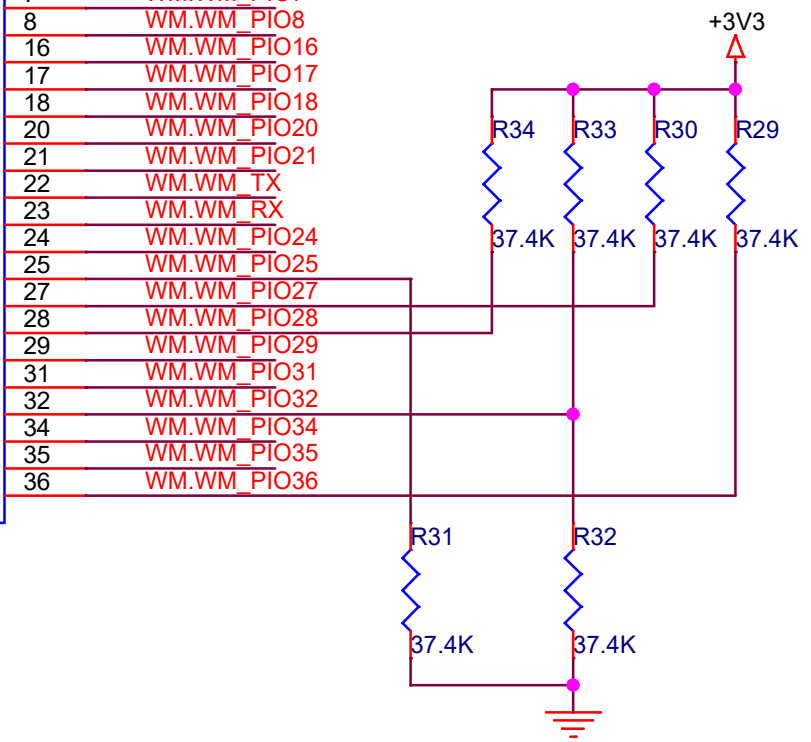 8 WM.WM_PIO8
16 WM.WM_PIO16
17 WM.WM_PIO17
18 WM.WM_PIO18
20 WM.WM_PIO20
21 WM.WM_PIO21
22 WM.WM_TX
23 WM.WM_RX
24 WM.WM_PIO24
25 WM.WM_PIO25
27 WM.WM_PIO27
28 WM.WM_PIO28
29 WM.WM_PIO29
31 WM.WM_PIO31
32 WM.WM_PIO32
34 WM.WM_PIO34
35 WM.WM_PIO35
36 WM.WM_PIO36
+3V3
R34 R33 R30 R29
37.4K 37.4K 37.4K 37.4K
R31 R32
37.4K 37.4K